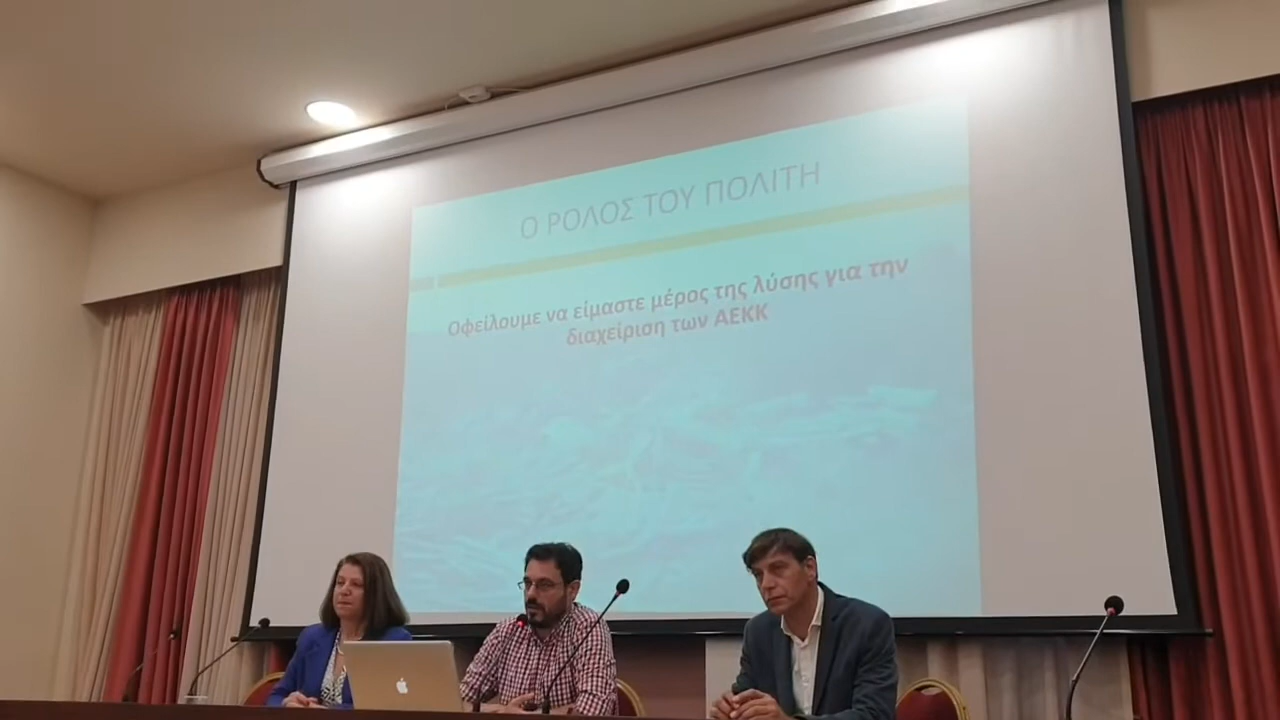 Ο ΡΟΛΟΣ ΤΟΥ ΠΟΛΙΤΗ
Οφείλουμε να είμαστε μέρος της λύσης για την
διαχείριση των ΑΕΚΚ